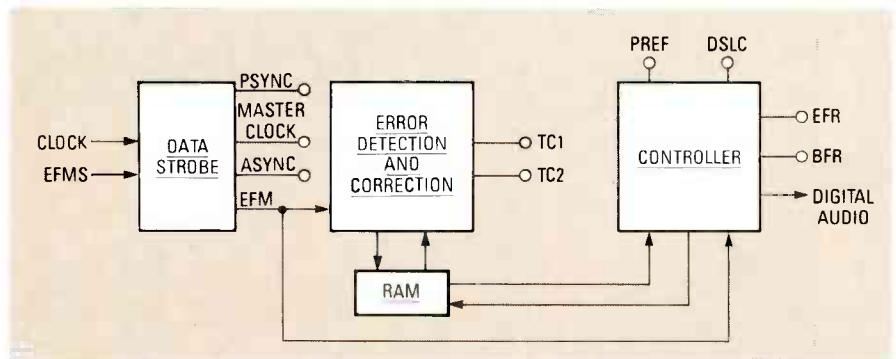 PREF
DSLC
PSYNC
MASTER
CLOCK
ASYNC
EFM
CLOCK
EFMS
DATA
STROBE
ERROR
DETECTION
AND
CORRECTION
TC1
TC2
CONTROLLER
EFR
BFR
DIGITAL
AUDIO
RAM